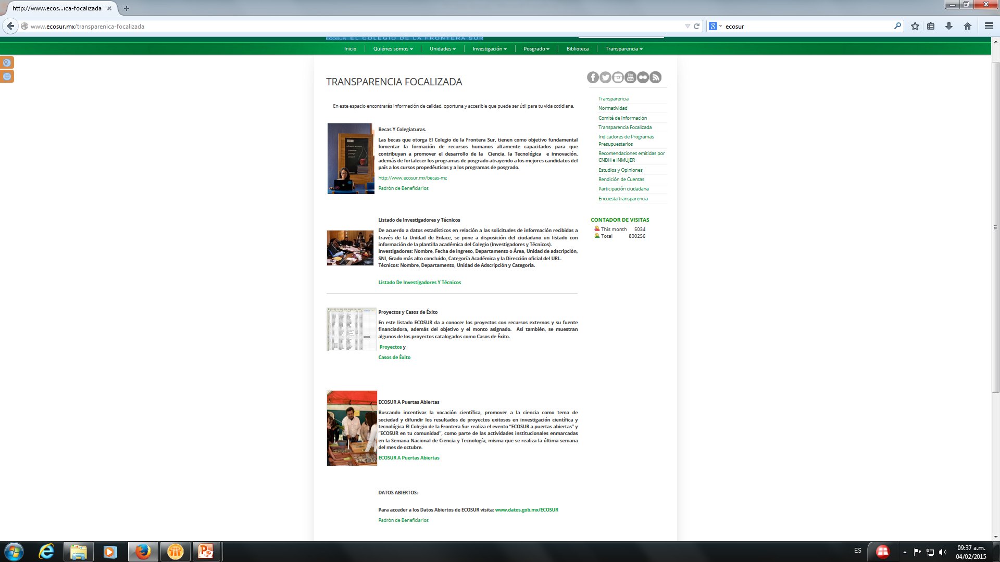 http://www.ecos...ica-focalizada
www.ecosur.mx/transparenica-focalizada
ecosur
ECOSUR EL COLEGIO DE LA FRONTERA SUR
Inicio
Quiénes somos
Unidades
Investigación
Posgrado
Biblioteca
Transparencia
TRANSPARENCIA FOCALIZADA
En este espacio encontrarás información de calidad, oportuna y accesible que puede ser útil para tu vida cotidiana.
Becas Y Colegiaturas.
Las becas que otorga El Colegio de la Frontera Sur, tienen como objetivo fundamental
fomentar la formación de recursos humanos altamente capacitados para que
contribuyan a promover el desarrollo de la Ciencia, la Tecnológica e innovación,
además de fortalecer los programas de posgrado atrayendo a los mejores candidatos del
país a los cursos propedéuticos y a los programas de posgrado.
http://www.ecosur.mx/becas-mz
Padrón de Beneficiarios
Listado de Investigadores y Técnicos
De acuerdo a datos estadísticos en relación a las solicitudes de información recibidas a
través de la Unidad de Enlace, se pone a disposición del ciudadano un listado con
información de la plantilla académica del Colegio (Investigadores y Técnicos).
Investigadores: Nombre, Fecha de ingreso, Departamento o Área, Unidad de adscripción,
SNI, Grado más alto concluido, Categoría Académica y la Dirección oficial del URL.
Técnicos: Nombre, Departamento, Unidad de Adscripción y Categoría.
Listado De Investigadores Y Técnicos
Proyectos y Casos de Éxito
En este listado ECOSUR da a conocer los proyectos con recursos externos y su fuente
financiadora, además del objetivo y el monto asignado. Así también, se muestran
algunos de los proyectos catalogados como Casos de Éxito.
Proyectos y
Casos de Éxito
ECOSUR A Puertas Abiertas
Buscando incentivar la vocación científica, promover a la ciencia como tema de
sociedad y difundir los resultados de proyectos exitosos en investigación científica y
tecnológica El Colegio de la Frontera Sur realiza el evento “ECOSUR a puertas abiertas” y
“ECOSUR en tu comunidad”, como parte de las actividades institucionales enmarcadas
en la Semana Nacional de Ciencia y Tecnología, misma que se realiza la última semana
del mes de octubre.
ECOSUR A Puertas Abiertas
DATOS ABIERTOS:
Para acceder a los Datos Abiertos de ECOSUR visita: www.datos.gob.mx/ECOSUR
Padrón de Beneficiarios
Transparencia
Normatividad
Comité de Información
Transparencia Focalizada
Indicadores de Programas
Presupuestarios
Recomendaciones emitidas por
CNDH e INMUJER
Estudios y Opiniones
Rendición de Cuentas
Participación ciudadana
Encuesta transparencia
CONTADOR DE VISITAS
This month 5034
Total 800256
ES
09:37 a.m.
04/02/2015